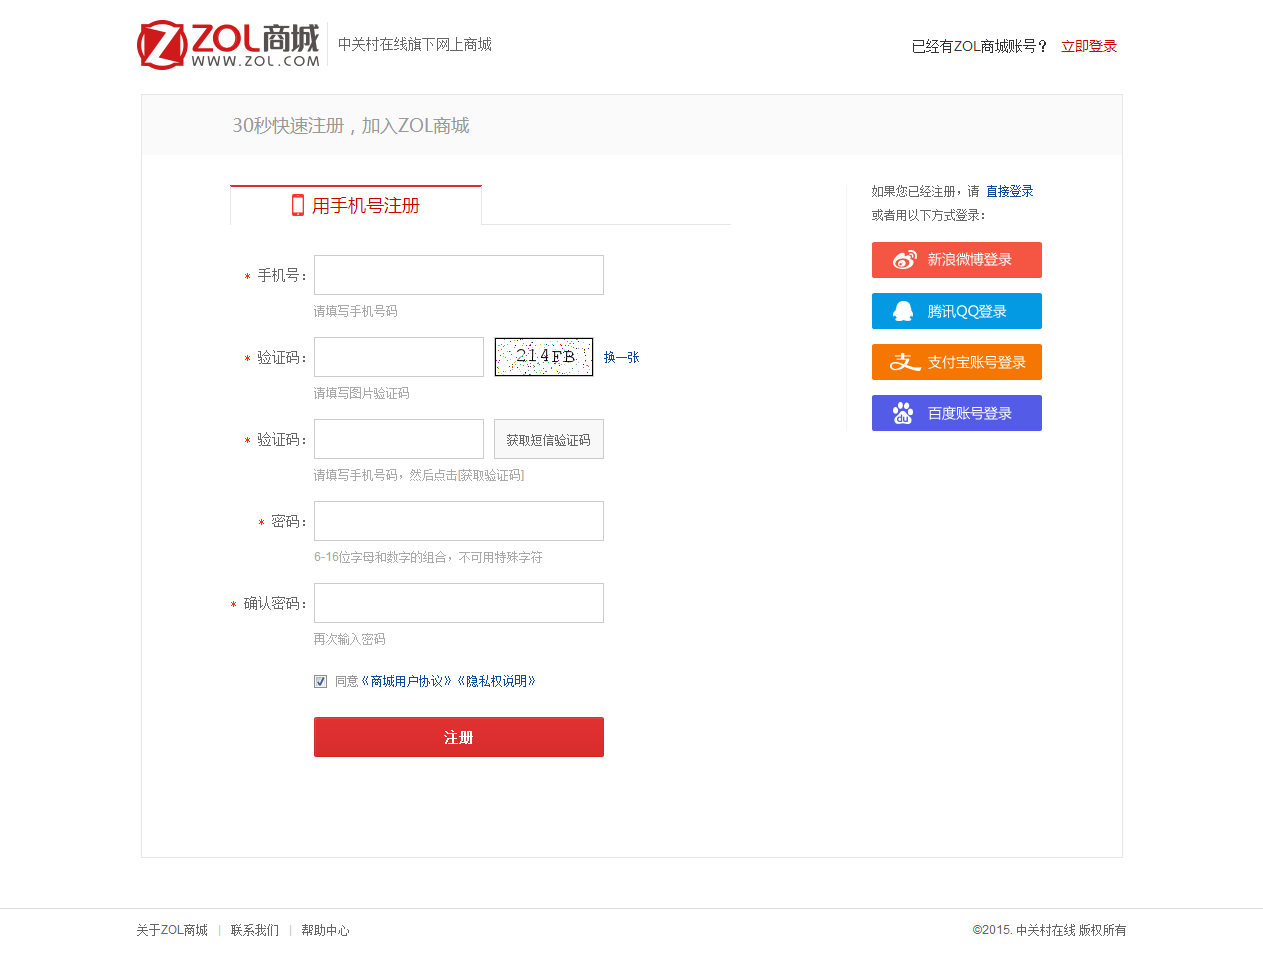 ZOL商城
WWW.ZOL.COM
中关村在线旗下网上商城
已经有ZOL商城账号？ 立即登录
30秒快速注册，加入ZOL商城
用手机号注册
* 手机号：
请填写手机号码
* 验证码： 214FB 换一张
请填写图片验证码
* 验证码： 获取短信验证码
请填写手机号码，然后点击[获取验证码]
* 密码：
6-16位字母和数字的组合，不可用特殊字符
* 确认密码：
再次输入密码
同意《商城用户协议》《隐私权说明》
注册
如果您已经注册，请 直接登录
或者用以下方式登录：
新浪微博登录
腾讯QQ登录
支付宝账号登录
du 百度账号登录
关于ZOL商城 | 联系我们 | 帮助中心
©2015. 中关村在线 版权所有